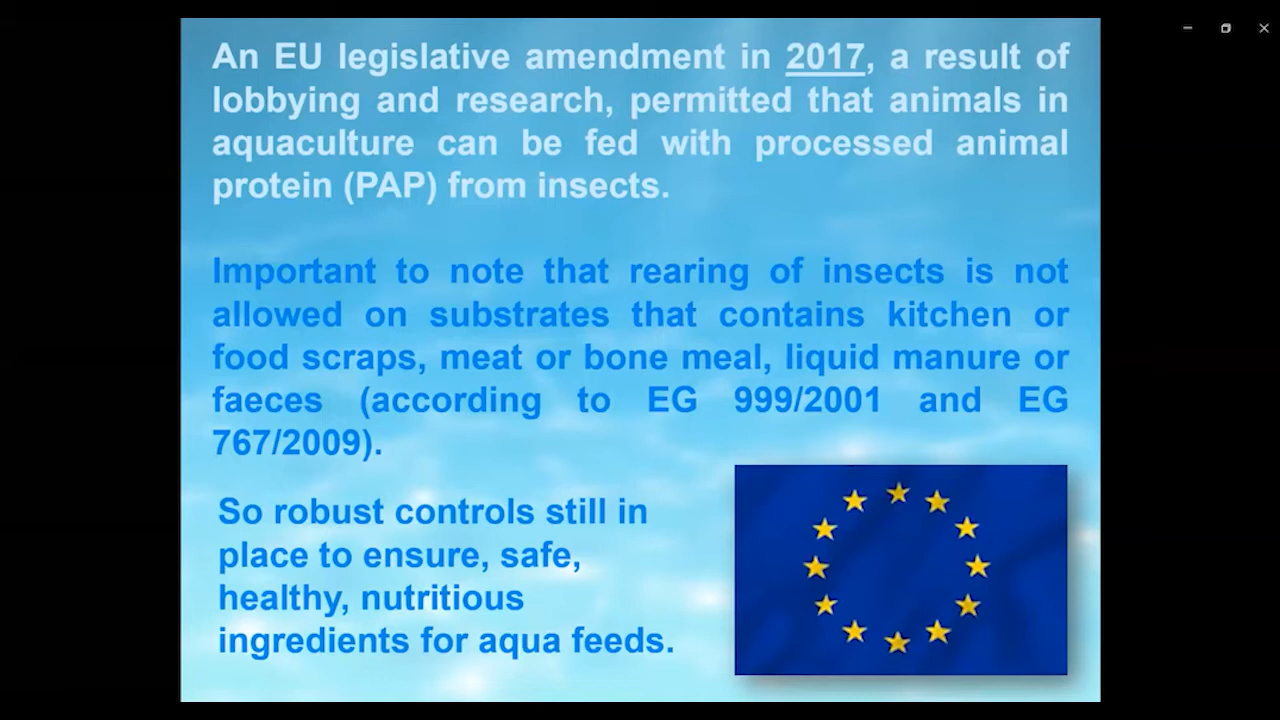 An EU legislative amendment in 2017, a result of
lobbying and research, permitted that animals in
aquaculture can be fed with processed animal
protein (PAP) from insects.
Important to note that rearing of insects is not
allowed on substrates that contains kitchen or
food scraps, meat or bone meal, liquid manure or
faeces (according to EG 999/2001 and EG
767/2009).
So robust controls still in
place to ensure, safe,
healthy, nutritious
ingredients for aqua feeds.